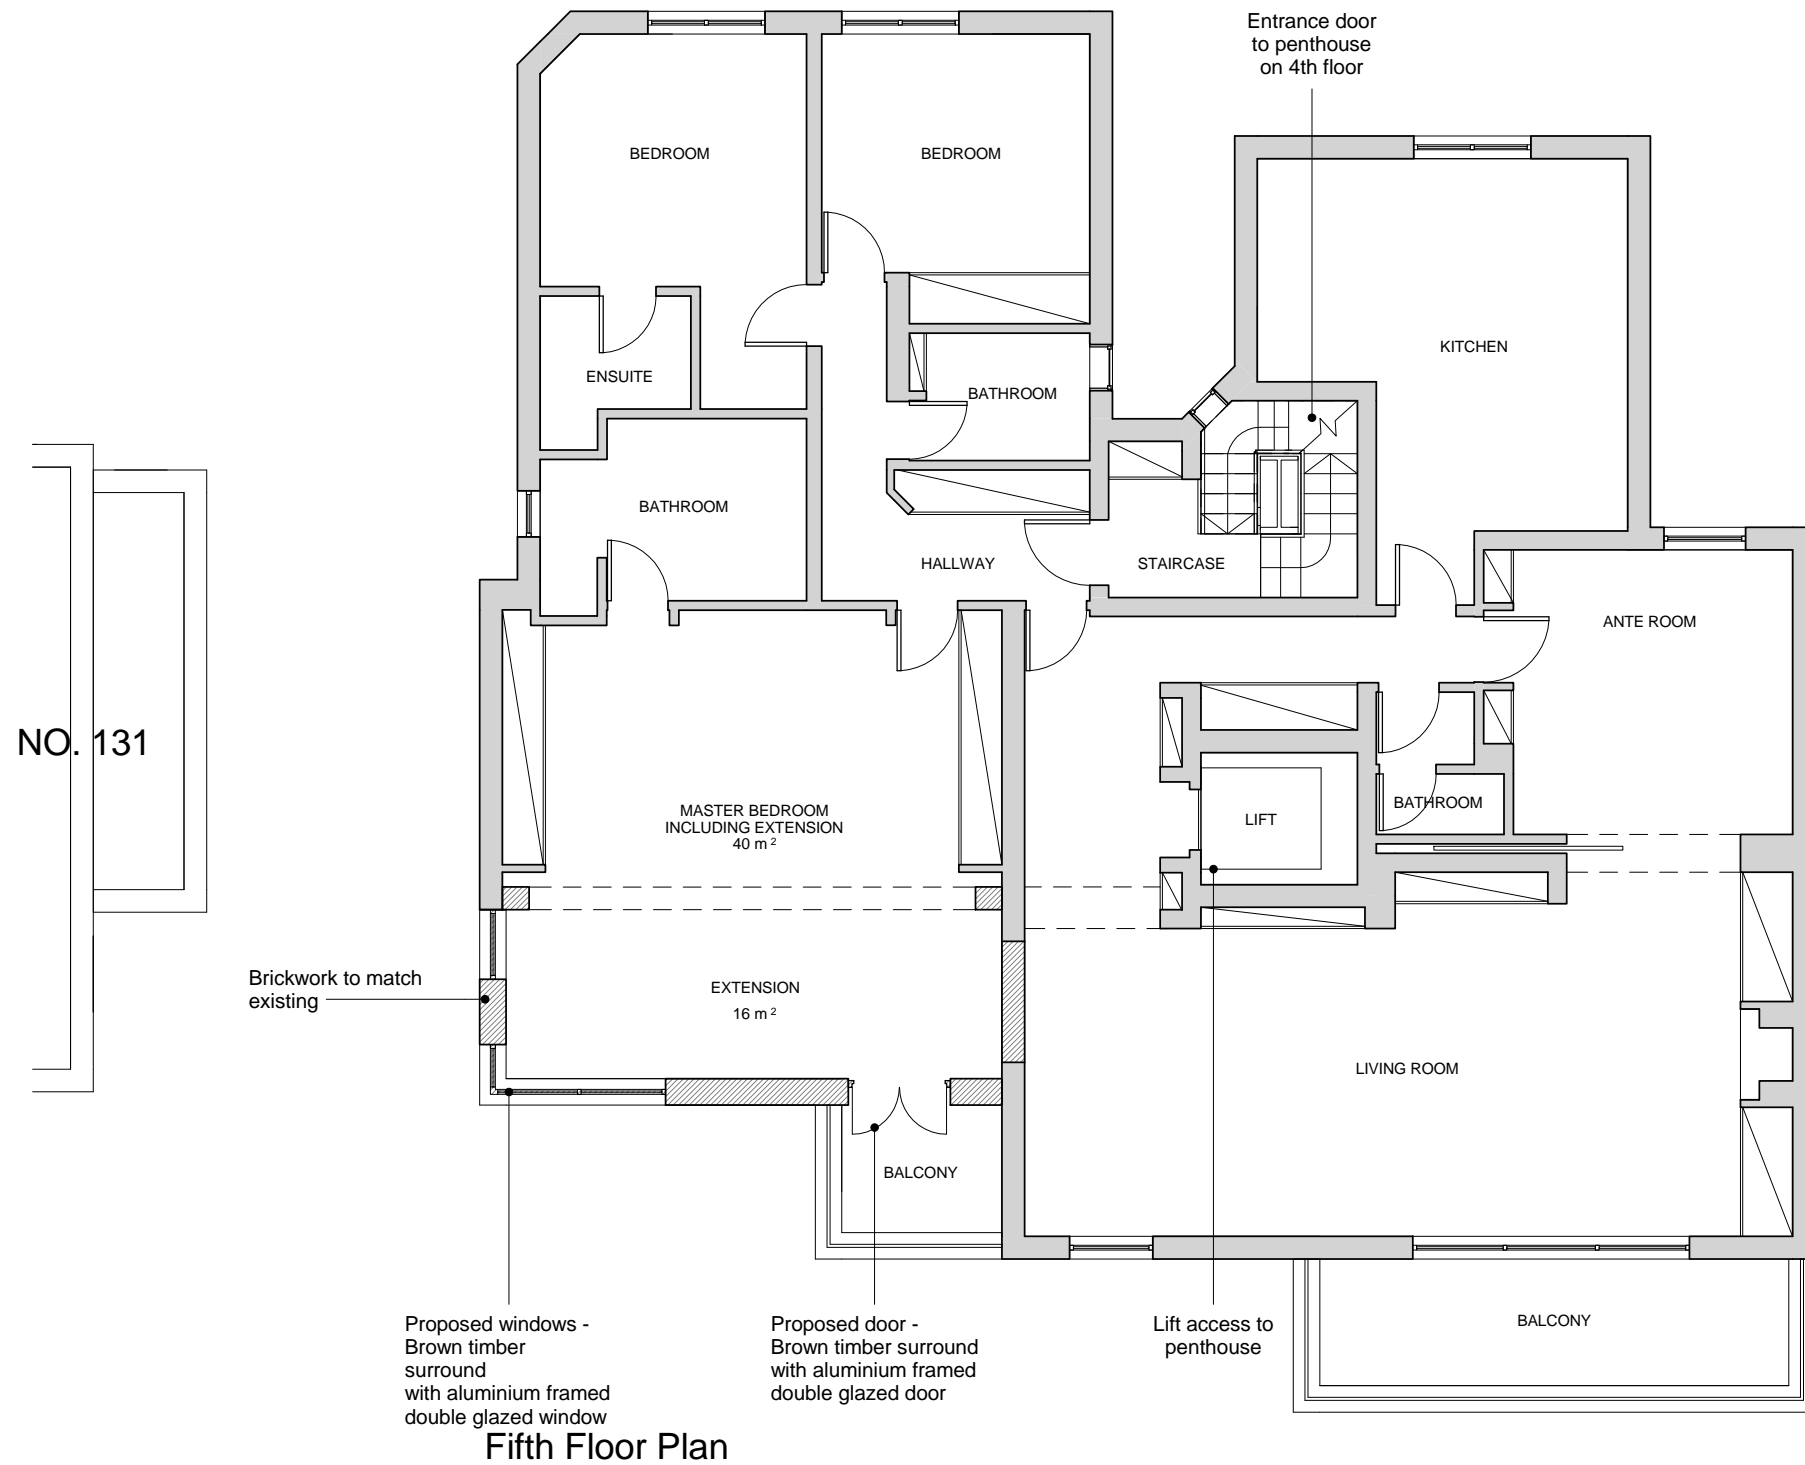 Entrance door
to penthouse
on 4th floor
BEDROOM
BEDROOM
KITCHEN
ENSUITE
BATHROOM
BATHROOM
HALLWAY
STAIRCASE
ANTE ROOM
NO. 131
MASTER BEDROOM
INCLUDING EXTENSION
40 m²
LIFT
BATHROOM
Brickwork to match
existing
EXTENSION
16 m²
LIVING ROOM
BALCONY
BALCONY
Proposed windows -
Brown timber
surround
with aluminium framed
double glazed window
Proposed door -
Brown timber surround
with aluminium framed
double glazed door
Lift access to
penthouse
Fifth Floor Plan